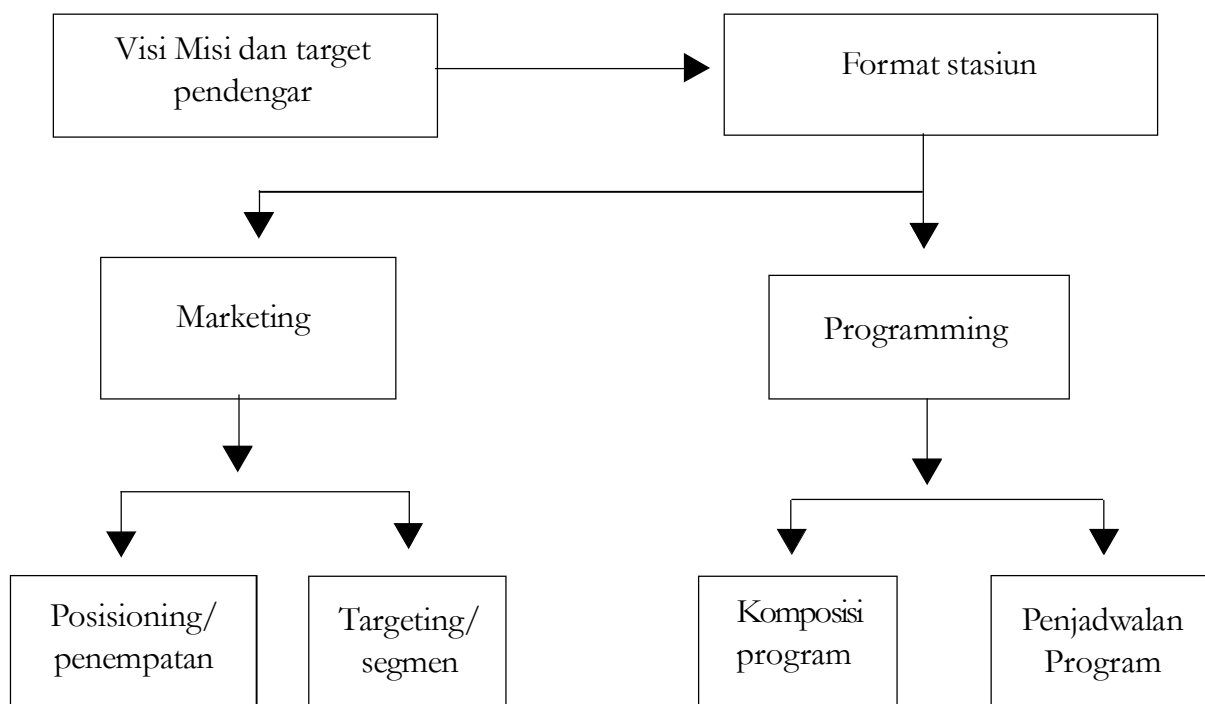 Visi Misi dan target
pendengar
Format stasiun
Marketing
Programming
Posisioning/
penempatan
Targeting/
segmen
Komposisi
program
Penjadwalan
Program